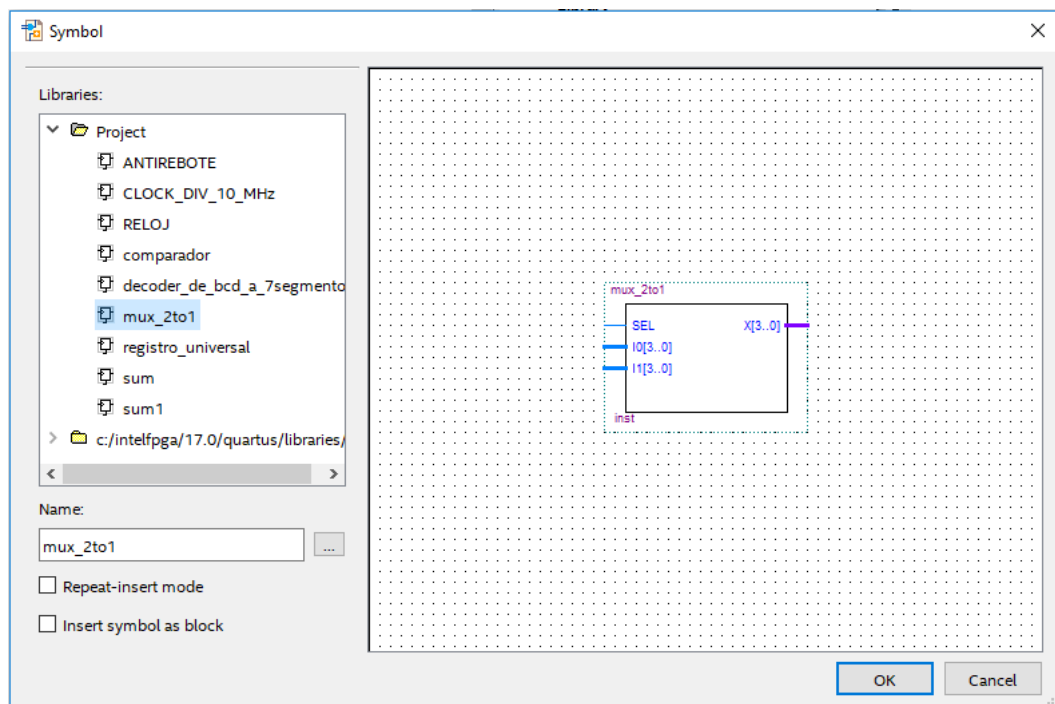 Symbol
Libraries:
Project
ANTIREBOTE
CLOCK_DIV_10_MHz
RELOJ
comparador
decoder_de_bcd_a_7segmento
mux_2to1
registro_universal
sum
sum1
c:/intelfpga/17.0/quartus/libraries/
Name:
mux_2to1
...
Repeat-insert mode
Insert symbol as block
mux_2to1
SEL X[3..0]
I0[3..0]
I1[3..0]
inst
OK Cancel